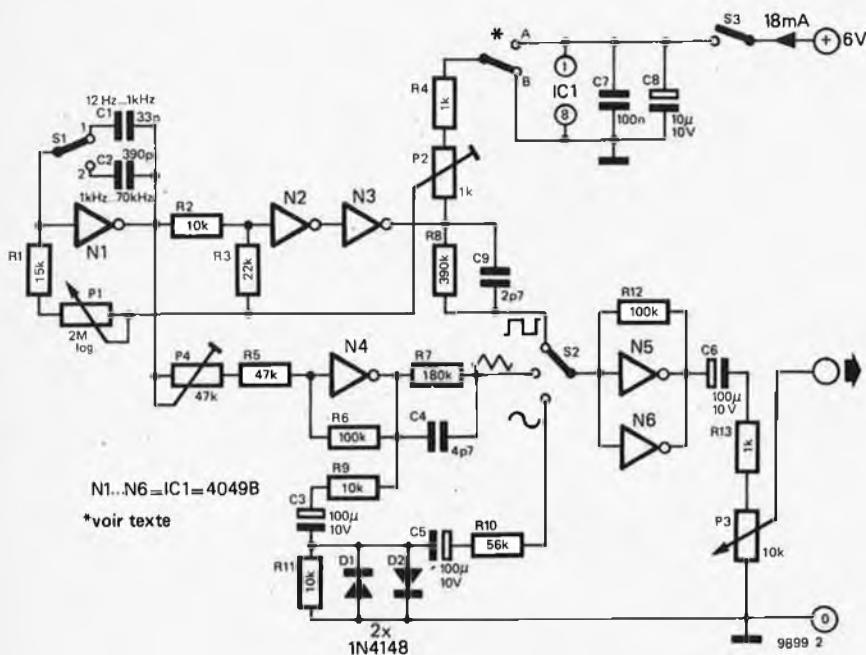 *
A
B
S3
18mA
+
6V
R4
1k
1
IC1
8
C7
100n
C8
10µ
10V
12 Hz...1kHz
C1
33n
S1
1
390p
C2
2
1kHz...70kHz
P2
1k
N1
R2
10k
N2
N3
R1
15k
R3
22k
R8
390k
C9
2p7
P1
2M
log.
R12
100k
S2
N5
C6
100µ
10V
P4
47k
R5
47k
N4
R7
180k
R6
100k
C4
4p7
N6
R13
1k
R9
10k
C3
100µ
10V
N1...N6=IC1=4049B
*voir texte
C5
100µ
10V
R10
56k
P3
10k
R11
10k
D1
D2
2x
1N4148
0
9899 2